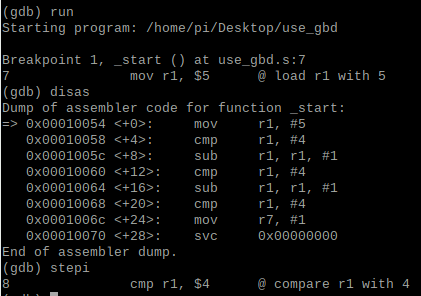 (gdb) run
Starting program: /home/pi/Desktop/use_gbd

Breakpoint 1, _start () at use_gbd.s:7
7               mov r1, $5      @ load r1 with 5
(gdb) disas
Dump of assembler code for function _start:
=> 0x00010054 <+0>:     mov     r1, #5
   0x00010058 <+4>:     cmp     r1, #4
   0x0001005c <+8>:     sub     r1, r1, #1
   0x00010060 <+12>:    cmp     r1, #4
   0x00010064 <+16>:    sub     r1, r1, #1
   0x00010068 <+20>:    cmp     r1, #4
   0x0001006c <+24>:    mov     r7, #1
   0x00010070 <+28>:    svc     0x00000000
End of assembler dump.
(gdb) stepi
8               cmp r1, $4      @ compare r1 with 4